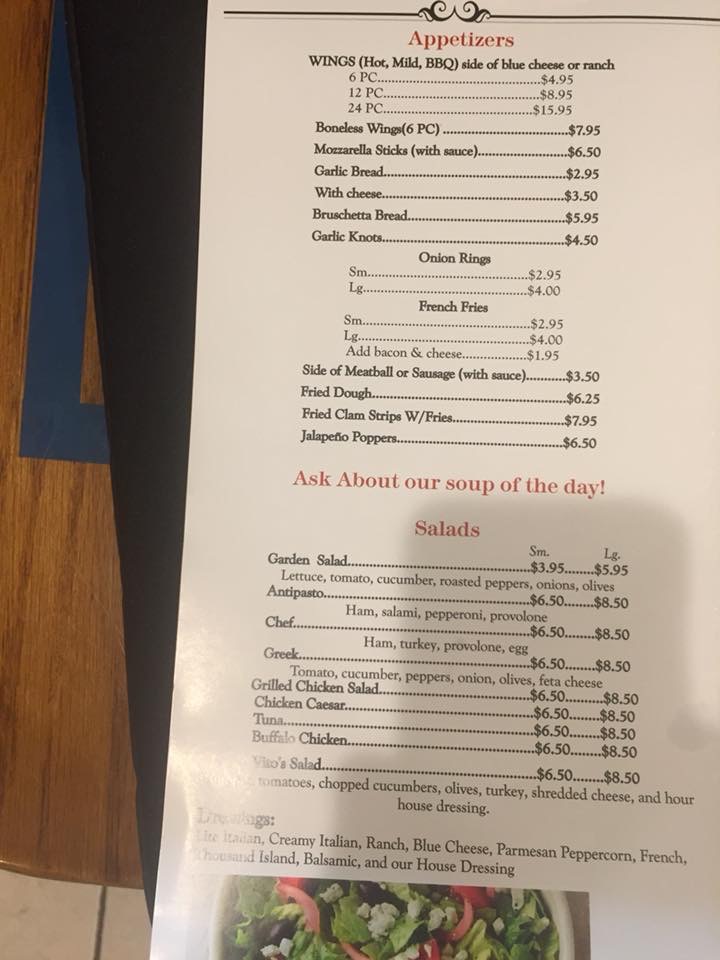 Appetizers
WINGS (Hot, Mild, BBQ) side of blue cheese or ranch
6 PC..............................................$4.95
12 PC.............................................$8.95
24 PC............................................$15.95
Boneless Wings(6 PC) ..............................$7.95
Mozzarella Sticks (with sauce)......................$6.50
Garlic Bread............................................$2.95
With cheese............................................$3.50
Bruschetta Bread.......................................$5.95
Garlic Knots............................................$4.50
Onion Rings
Sm.......................................$2.95
Lg.......................................$4.00
French Fries
Sm.......................................$2.95
Lg.......................................$4.00
Add bacon & cheese................$1.95
Side of Meatball or Sausage (with sauce)..........$3.50
Fried Dough............................................$6.25
Fried Clam Strips W/Fries...........................$7.95
Jalapeño Poppers.......................................$6.50
Ask About our soup of the day!
Salads
Sm. Lg.
Garden Salad............................................$3.95........$5.95
Lettuce, tomato, cucumber, roasted peppers, onions, olives
Antipasto.................................................$6.50........$8.50
Ham, salami, pepperoni, provolone
Chef........................................................$6.50........$8.50
Ham, turkey, provolone, egg
Greek......................................................$6.50........$8.50
Tomato, cucumber, peppers, onion, olives, feta cheese
Grilled Chicken Salad...................................$6.50..........$8.50
Chicken Caesar..........................................$6.50........$8.50
Tuna.......................................................$6.50........$8.50
Buffalo Chicken..........................................$6.50........$8.50
Vito's Salad...............................................$6.50........$8.50
tomatoes, chopped cucumbers, olives, turkey, shredded cheese, and hour
house dressing.
Dressings:
Lite Italian, Creamy Italian, Ranch, Blue Cheese, Parmesan Peppercorn, French,
Thousand Island, Balsamic, and our House Dressing